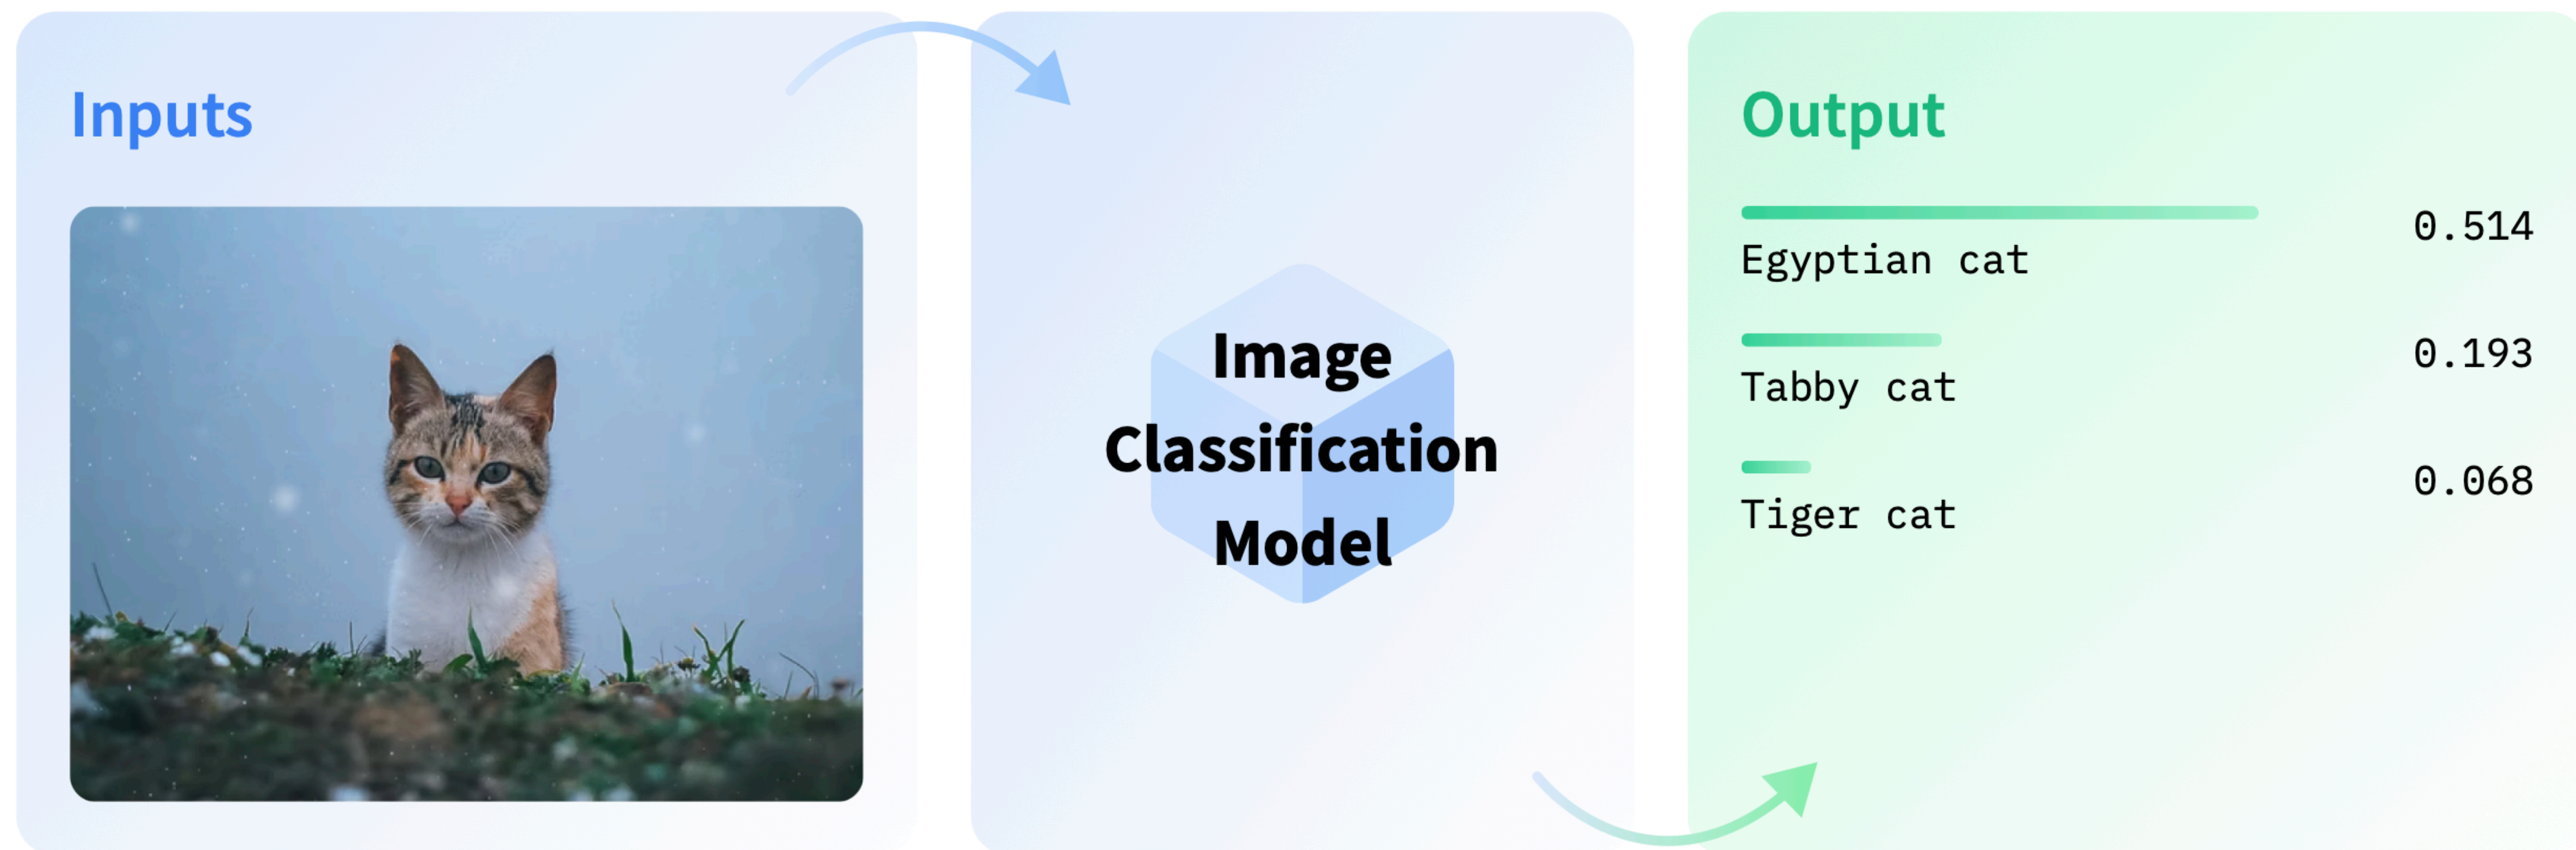 Inputs
Image
Classification
Model
Output
0.514
Egyptian cat
0.193
Tabby cat
0.068
Tiger cat